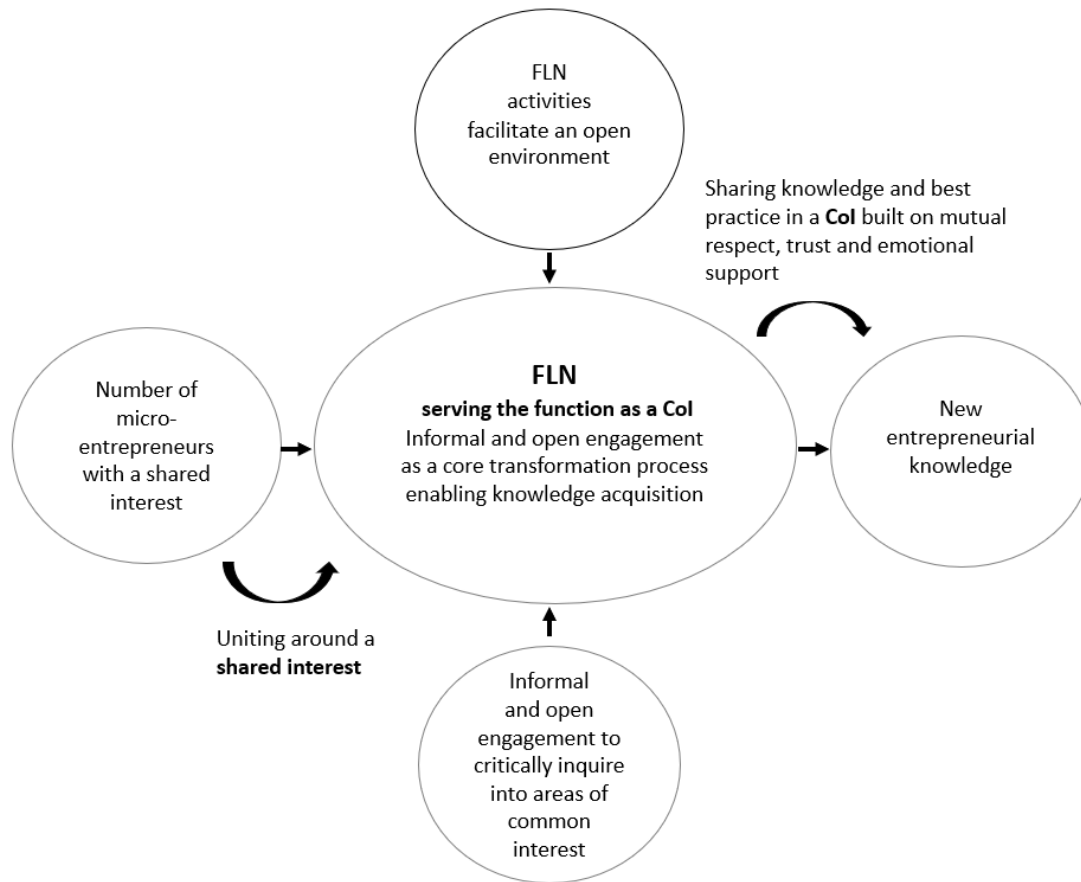 FLN
activities
facilitate an open
environment
Sharing knowledge and best
practice in a CoI built on mutual
respect, trust and emotional
support
Number of
micro-
entrepreneurs
with a shared
interest
FLN
serving the function as a CoI
Informal and open engagement
as a core transformation process
enabling knowledge acquisition
New
entrepreneurial
knowledge
Uniting around a
shared interest
Informal
and open
engagement to
critically inquire
into areas of
common
interest